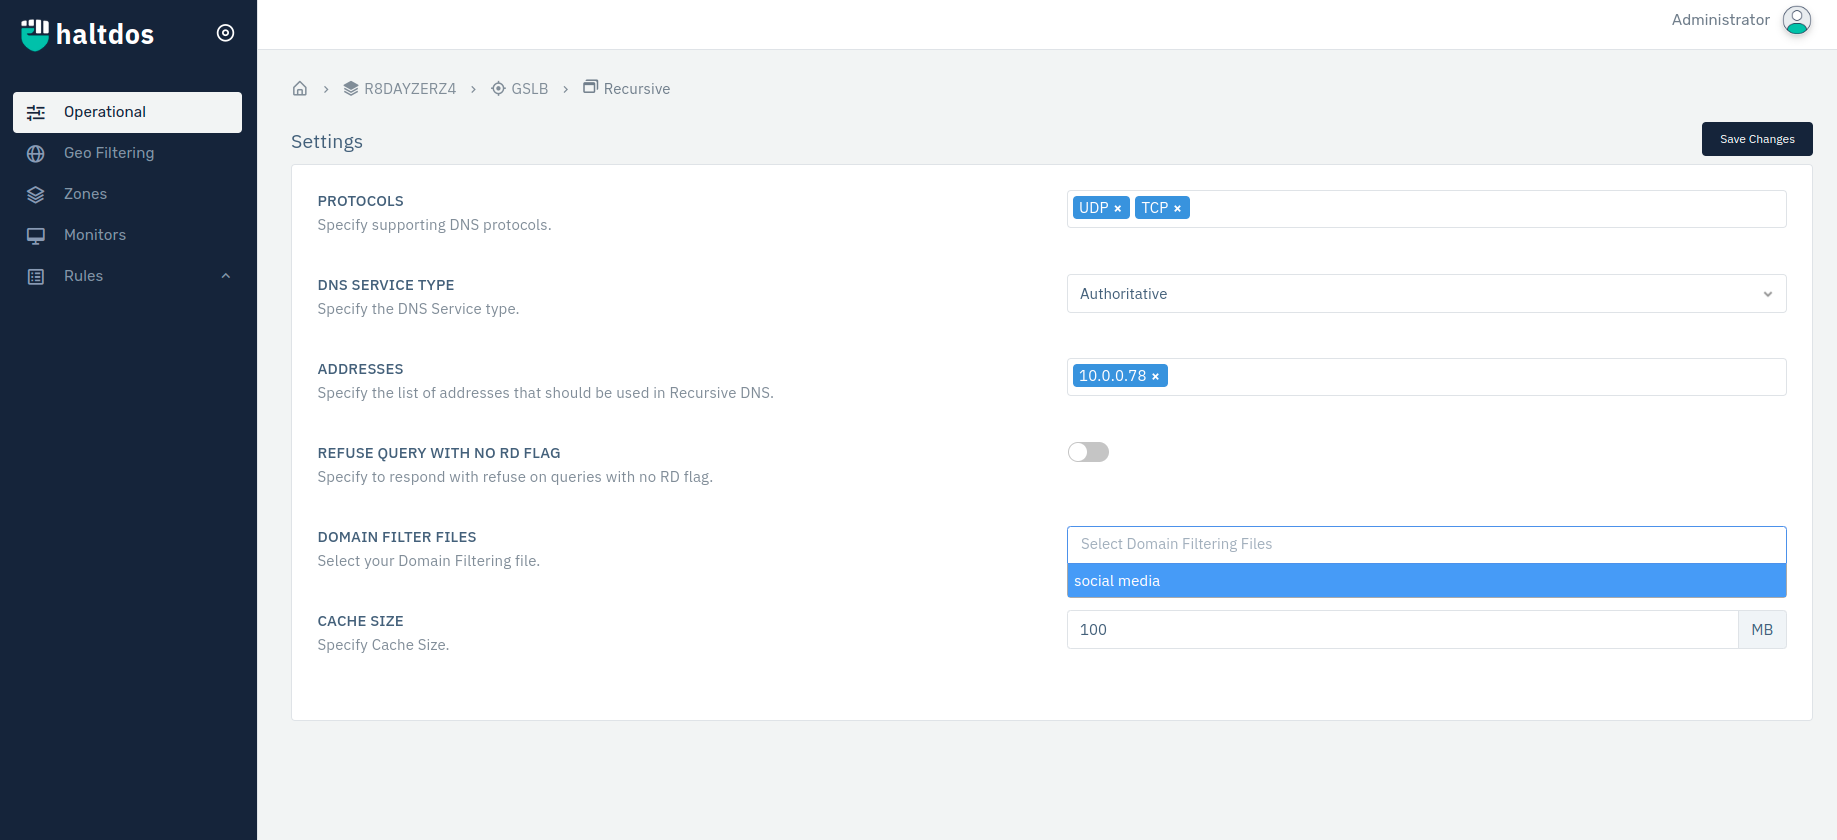 haltdos
Administrator
Operational
Geo Filtering
Zones
Monitors
Rules
R8DAYZERZ4 GSLB Recursive
Settings
Save Changes
PROTOCOLS
Specify supporting DNS protocols.
UDP × TCP ×
DNS SERVICE TYPE
Specify the DNS Service type.
Authoritative
ADDRESSES
Specify the list of addresses that should be used in Recursive DNS.
10.0.0.78 ×
REFUSE QUERY WITH NO RD FLAG
Specify to respond with refuse on queries with no RD flag.
DOMAIN FILTER FILES
Select your Domain Filtering file.
Select Domain Filtering Files
social media
CACHE SIZE
Specify Cache Size.
100 MB